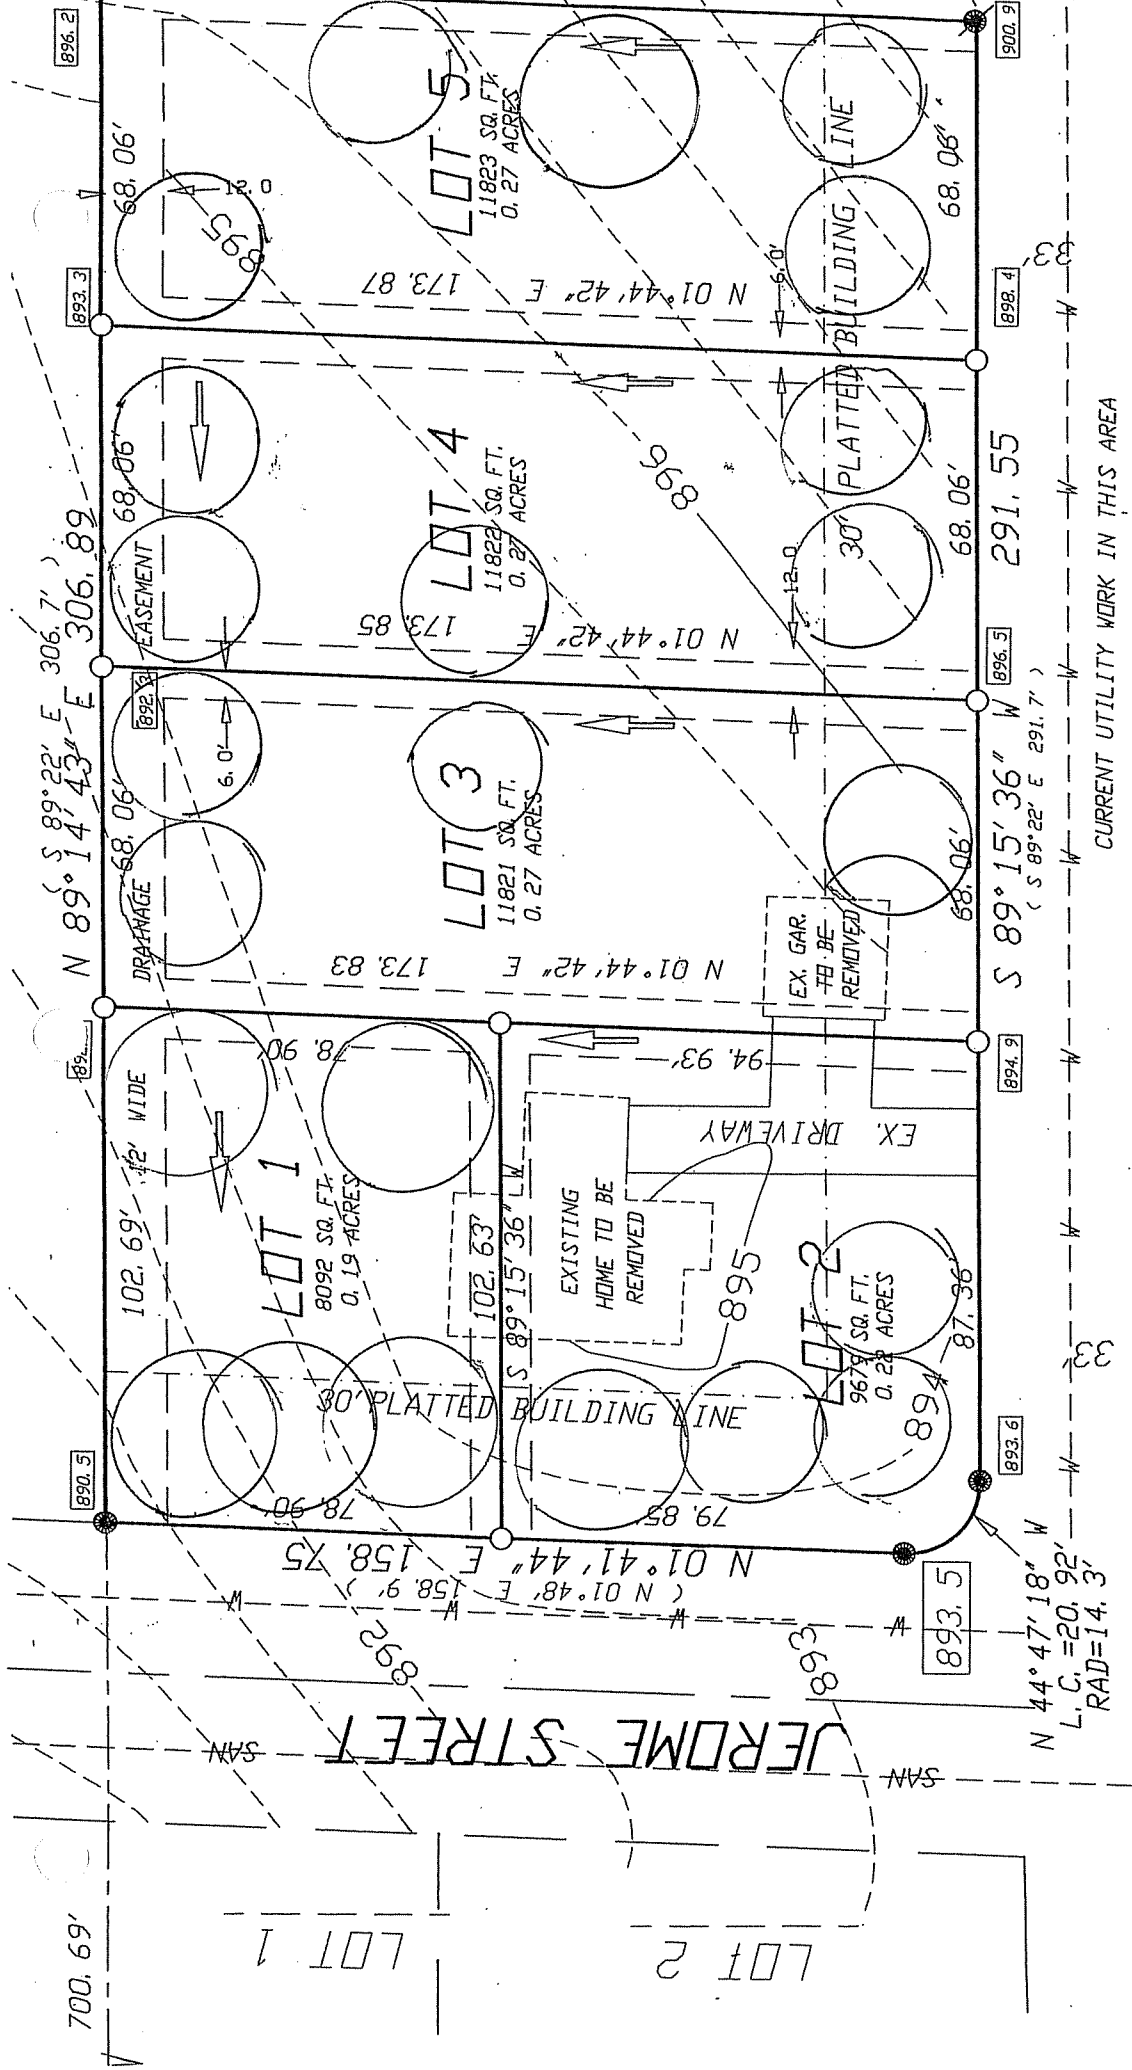 ( S 89°22' E 306.7' )
N 89°14'43" E 306.89
700.69'
890.5
893.3
896.2
102.69'
12' WIDE
DRAINAGE
EASEMENT
68.06'
68.06'
68.06'
6.0'
12.0
892
893
895
896
LOT 1
8092 SQ. FT.
0.19 ACRES
78.90'
78.90'
102.63'
S 89°15'36" W
30' PLATTED BUILDING LINE
EXISTING
HOME TO BE
REMOVED
EX. DRIVEWAY
EX. GAR.
TO BE
REMOVED
895
894
79.85'
94.93'
LOT 2
9679 SQ. FT.
0.22 ACRES
87.36'
LOT 3
11821 SQ. FT.
0.27 ACRES
N 01°44'42" E 173.83
68.06'
LOT 4
11822 SQ. FT.
0.27 ACRES
N 01°44'42" E 173.85
68.06'
12.0
LOT 5
11823 SQ. FT.
0.27 ACRES
N 01°44'42" E 173.87
68.06'
6.0'
30' PLATTED BUILDING LINE
N 01°41'44" E 158.75
( N 01°48' E 158.9' )
893.5
893.6
894.9
896.5
898.4
900.9
S 89°15'36" W 291.55
( S 89°22' E 291.7' )
33'
33'
W
W
W
W
W
W
W
W
W
W
W
CURRENT UTILITY WORK IN THIS AREA
N 44°47'18" W
L.C.=20.92'
RAD=14.3'
JEROME STREET
SAN
SAN
LOT 1
LOT 2